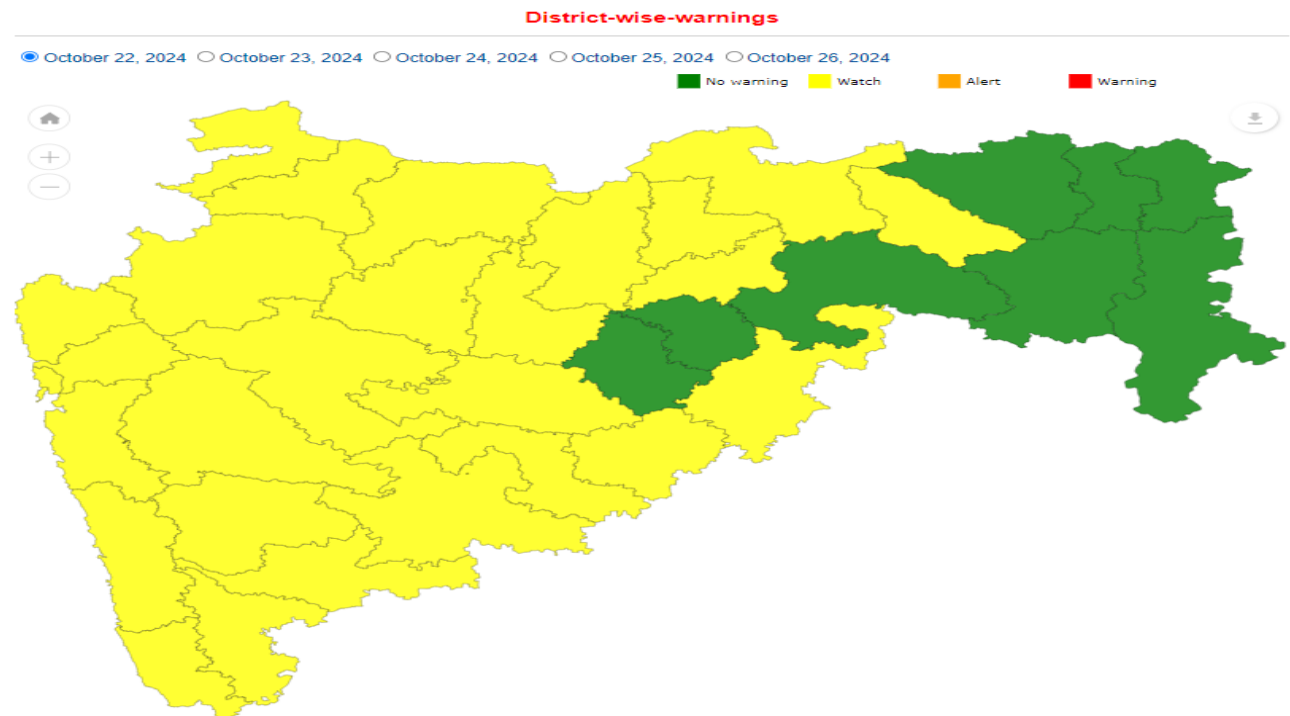 District-wise-warnings
October 22, 2024 October 23, 2024 October 24, 2024 October 25, 2024 October 26, 2024
No warning Watch Alert Warning